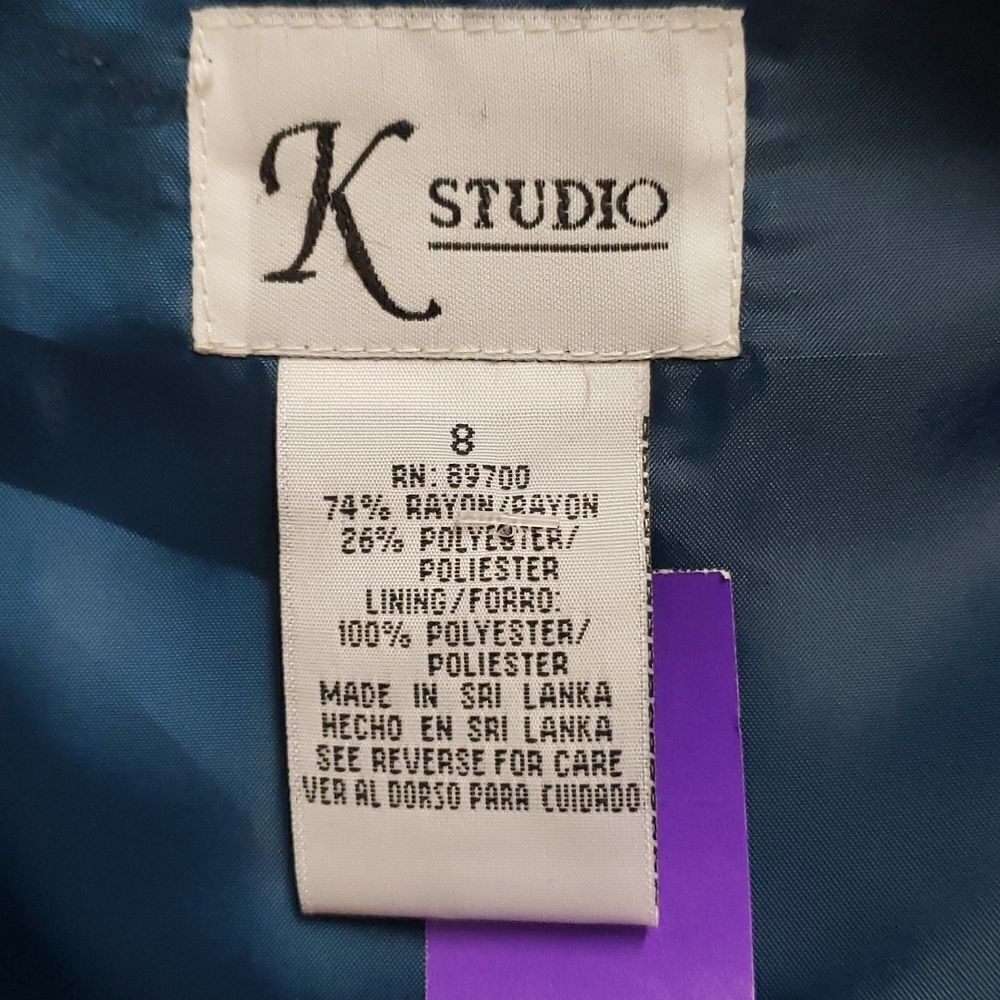 K STUDIO
8
RN: 89700
74% RAYON/RAYON
26% POLYESTER/
POLIESTER
LINING/FORRO:
100% POLYESTER/
POLIESTER
MADE IN SRI LANKA
HECHO EN SRI LANKA
SEE REVERSE FOR CARE
VER AL DORSO PARA CUIDADO